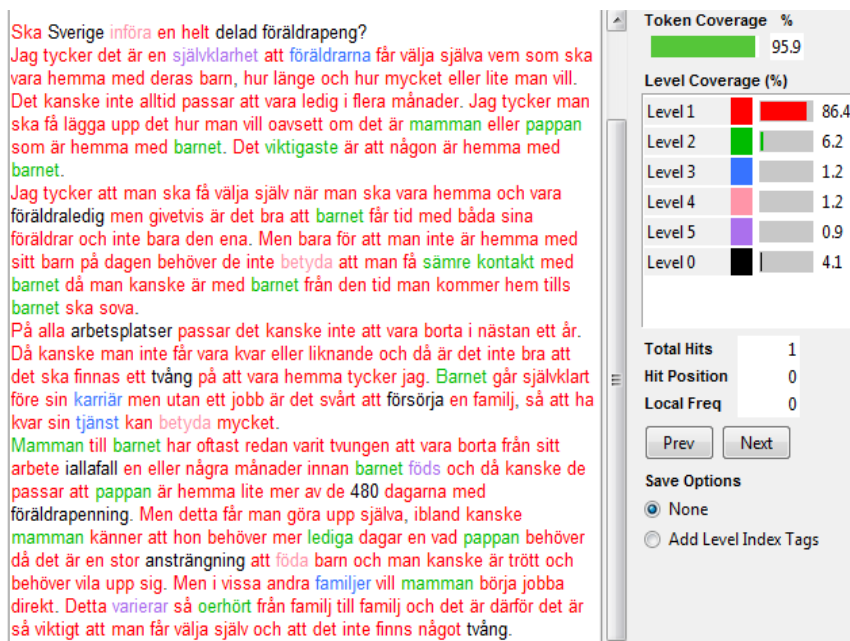 Ska Sverige införa en helt delad föräldrapeng?
Jag tycker det är en självklarhet att föräldrarna får välja själva vem som ska
vara hemma med deras barn, hur länge och hur mycket eller lite man vill.
Det kanske inte alltid passar att vara ledig i flera månader. Jag tycker man
ska få lägga upp det hur man vill oavsett om det är mamman eller pappan
som är hemma med barnet. Det viktigaste är att någon är hemma med
barnet.
Jag tycker att man ska få välja själv när man ska vara hemma och vara
föräldraledig men givetvis är det bra att barnet får tid med båda sina
föräldrar och inte bara den ena. Men bara för att man inte är hemma med
sitt barn på dagen behöver de inte betyda att man få sämre kontakt med
barnet då man kanske är med barnet från den tid man kommer hem tills
barnet ska sova.
På alla arbetsplatser passar det kanske inte att vara borta i nästan ett år.
Då kanske man inte får vara kvar eller liknande och då är det inte bra att
det ska finnas ett tvång på att vara hemma tycker jag. Barnet går självklart
före sin karriär men utan ett jobb är det svårt att försörja en familj, så att ha
kvar sin tjänst kan betyda mycket.
Mamman till barnet har oftast redan varit tvungen att vara borta från sitt
arbete iallafall en eller några månader innan barnet föds och då kanske de
passar att pappan är hemma lite mer av de 480 dagarna med
föräldrapenning. Men detta får man göra upp själva, ibland kanske
mamman känner att hon behöver mer lediga dagar en vad pappan behöver
då det är en stor ansträngning att föda barn och man kanske är trött och
behöver vila upp sig. Men i vissa andra familjer vill mamman börja jobba
direkt. Detta varierar så oerhört från familj till familj och det är därför det är
så viktigt att man får välja själv och att det inte finns något tvång.
Token Coverage %
95.9
Level Coverage (%)
Level 1 86.4
Level 2 6.2
Level 3 1.2
Level 4 1.2
Level 5 0.9
Level 0 4.1
Total Hits 1
Hit Position 0
Local Freq 0
Prev Next
Save Options
None
Add Level Index Tags